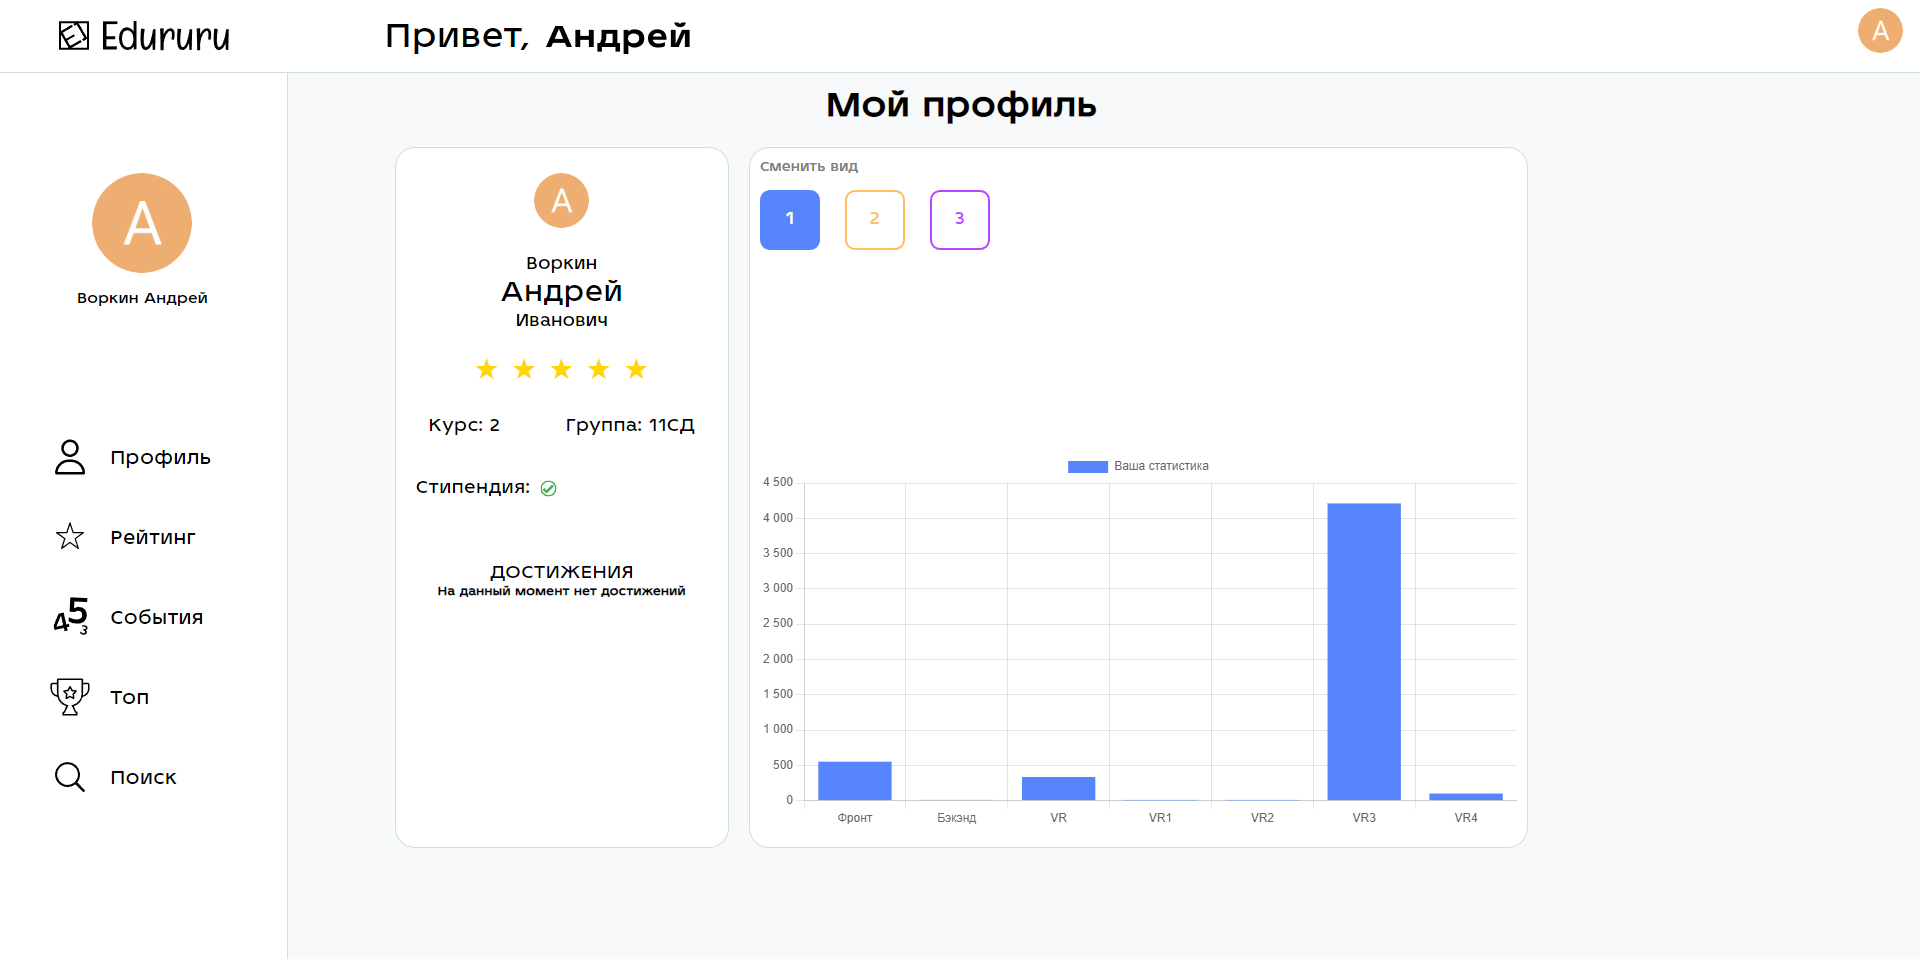 Edururu
Привет, Андрей
А
Мой профиль
А
Воркин Андрей
Профиль
Рейтинг
4 5 3 События
Топ
Поиск
А
Воркин
Андрей
Иванович
Курс: 2 Группа: 11СД
Стипендия:
ДОСТИЖЕНИЯ
На данный момент нет достижений
Сменить вид
1 2 3
Ваша статистика
4 500
4 000
3 500
3 000
2 500
2 000
1 500
1 000
500
0
Фронт Бэкэнд VR VR1 VR2 VR3 VR4